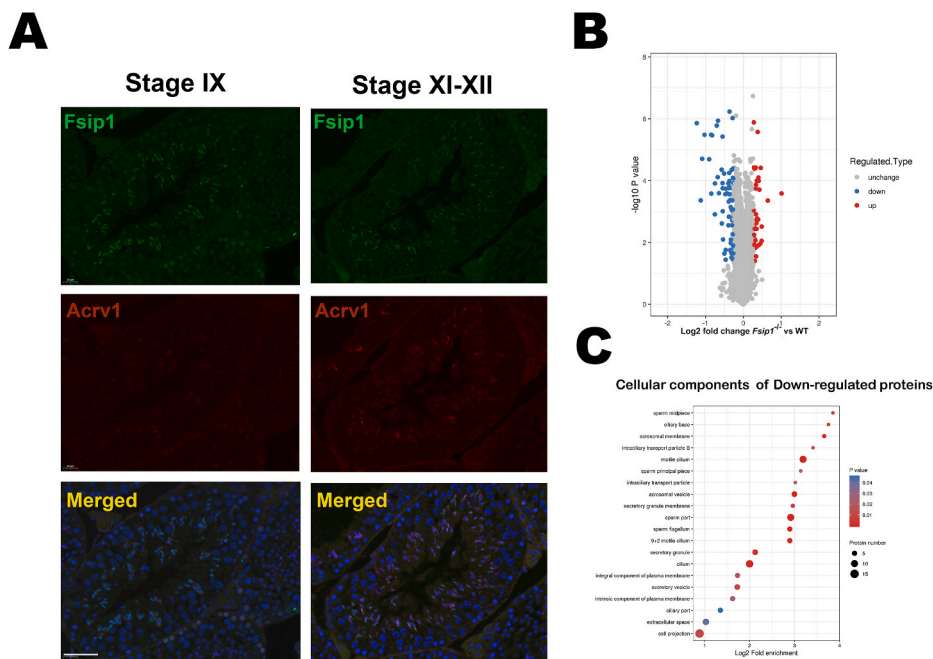 A
Stage IX
Stage XI-XII
Fsip1
Fsip1
Acrv1
Acrv1
Merged
Merged
B
8
6
4
2
0
-2
-1
0
1
2
-log10 P value
Log2 fold change Fsip1-/- vs WT
Regulated.Type
unchange
down
up
C
Cellular components of Down-regulated proteins
sperm midpiece
ciliary base
acrosomal membrane
intraciliary transport particle B
motile cilium
sperm principal piece
intraciliary transport particle
acrosomal vesicle
secretory granule membrane
sperm part
sperm flagellum
9+2 motile cilium
secretory granule
cilium
integral component of plasma membrane
secretory vesicle
intrinsic component of plasma membrane
ciliary part
extracellular space
cell projection
1
2
3
4
Log2 Fold enrichment
P value
0.04
0.03
0.02
0.01
Protein number
5
10
15